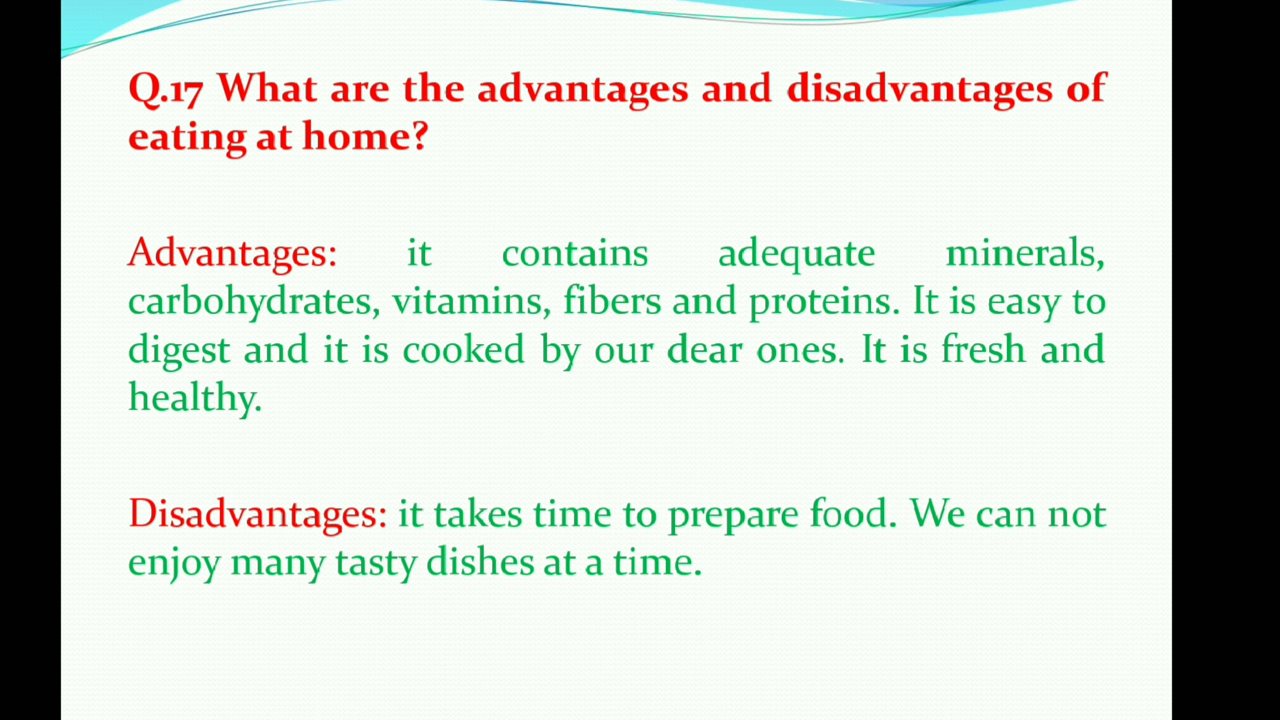 Q.17 What are the advantages and disadvantages of
eating at home?
Advantages: it contains adequate minerals,
carbohydrates, vitamins, fibers and proteins. It is easy to
digest and it is cooked by our dear ones. It is fresh and
healthy.
Disadvantages: it takes time to prepare food. We can not
enjoy many tasty dishes at a time.